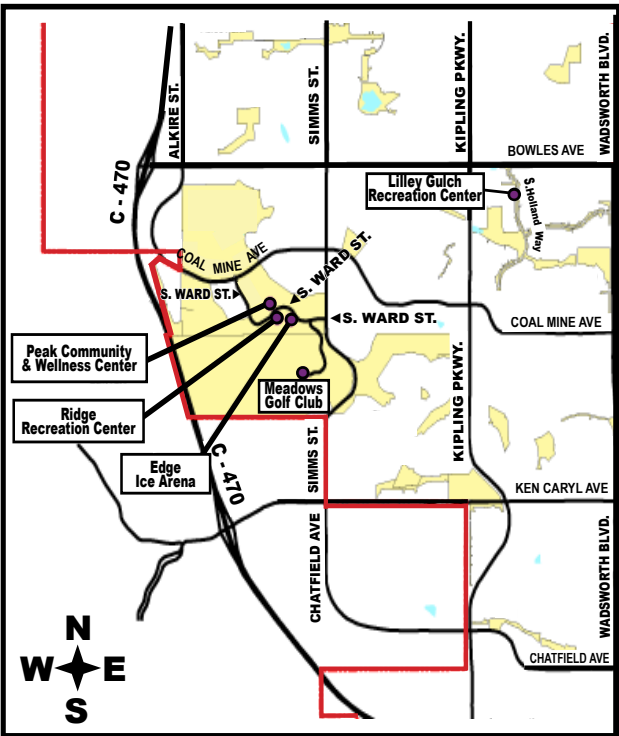 ALKIRE ST.
SIMMS ST.
KIPLING PKWY.
WADSWORTH BLVD.
BOWLES AVE
C - 470
Lilley Gulch
Recreation Center
S.Holland Way
COAL MINE AVE
S. WARD ST.
S. WARD ST.
S. WARD ST.
COAL MINE AVE
Peak Community
& Wellness Center
Meadows
Golf Club
KIPLING PKWY.
Ridge
Recreation Center
Edge
Ice Arena
C - 470
SIMMS ST.
KEN CARYL AVE
CHATFIELD AVE
WADSWORTH BLVD.
N
W E
S
CHATFIELD AVE